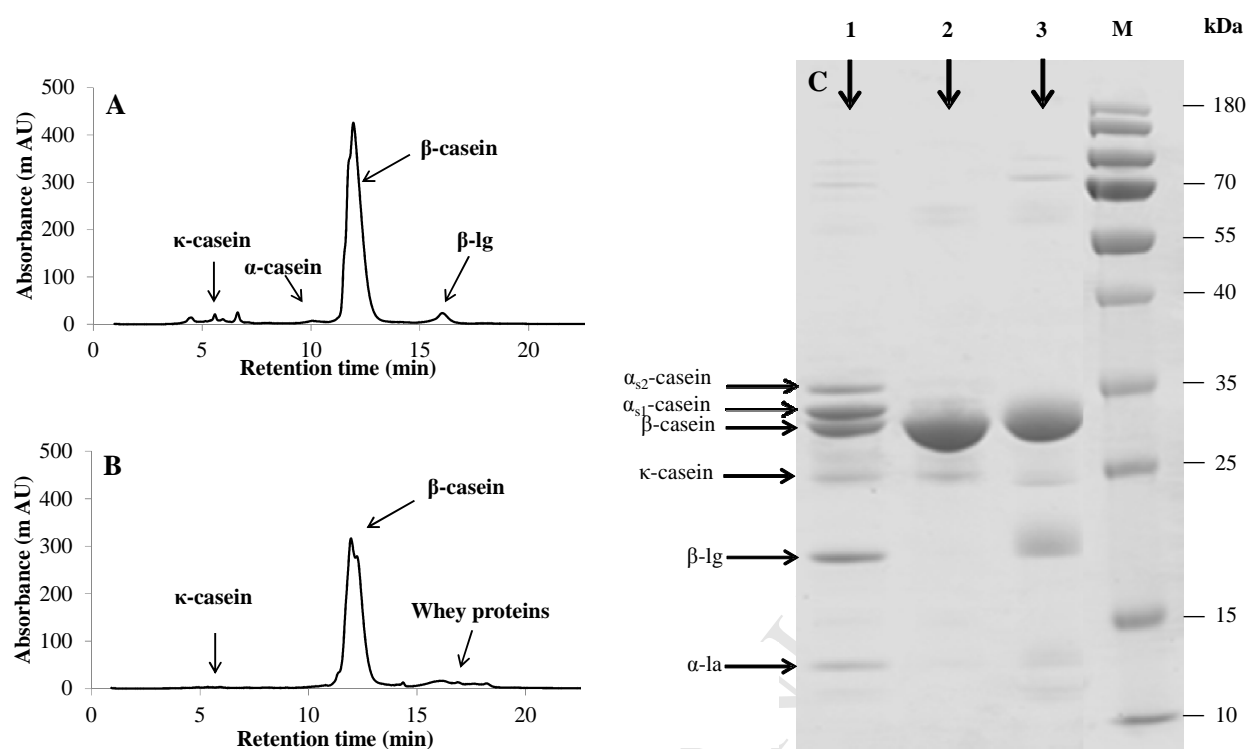 A
500
400
300
200
100
0
Absorbance (m AU)
κ-casein
α-casein
β-casein
β-lg
0 5 10 15 20
Retention time (min)
B
500
400
300
200
100
0
Absorbance (m AU)
κ-casein
β-casein
Whey proteins
0 5 10 15 20
Retention time (min)
1 2 3 M kDa
C
180
70
55
40
35
25
15
10
αs2-casein
αs1-casein
β-casein
κ-casein
β-lg
α-la